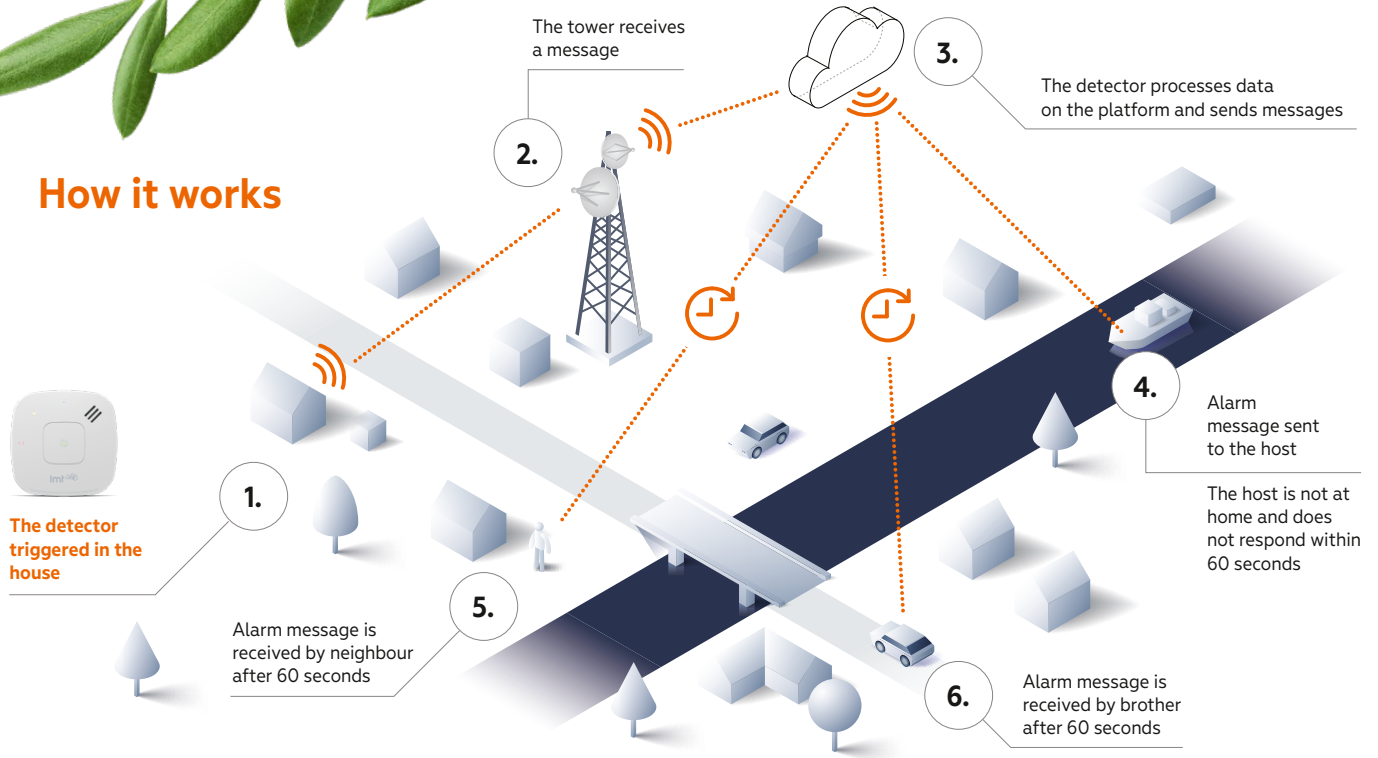 How it works
The detector
triggered in the
house
1.
The tower receives
a message
2.
3.
The detector processes data
on the platform and sends messages
4.
Alarm
message sent
to the host
The host is not at
home and does
not respond within
60 seconds
5.
Alarm message is
received by neighbour
after 60 seconds
6.
Alarm message is
received by brother
after 60 seconds
lmt